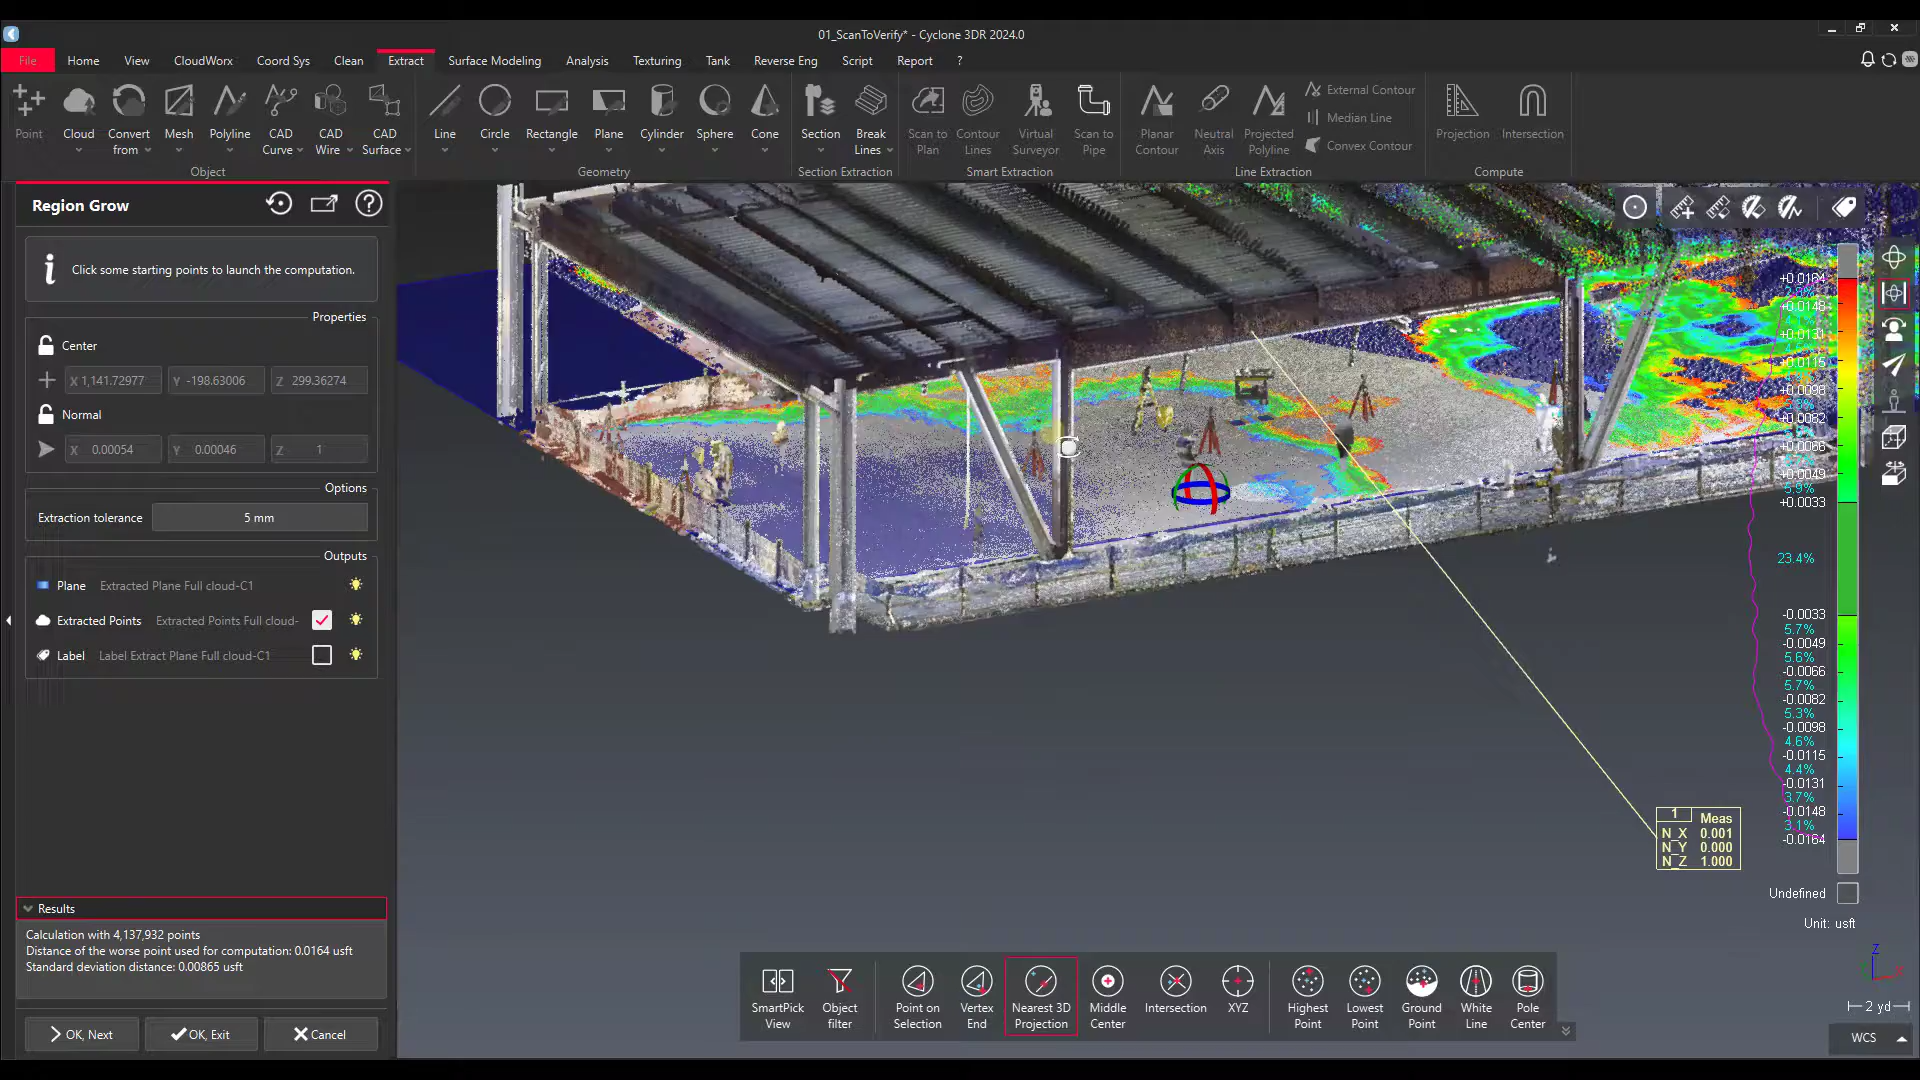 01_ScanToVerify* - Cyclone 3DR 2024.0
File Home View CloudWorx Coord Sys Clean Extract Surface Modeling Analysis Texturing Tank Reverse Eng Script Report ?
Point
Cloud
Convert
from
Mesh
Polyline
CAD
Curve
CAD
Wire
CAD
Surface
Object
Line
Circle
Rectangle
Plane
Cylinder
Sphere
Cone
Geometry
Section
Break
Lines
Section Extraction
Scan to
Plan
Contour
Lines
Virtual
Surveyor
Scan to
Pipe
Smart Extraction
Planar
Contour
Neutral
Axis
Projected
Polyline
External Contour
Median Line
Convex Contour
Line Extraction
Projection
Intersection
Compute
Region Grow
Click some starting points to launch the computation.
Properties
Center
X 1,141.72977 Y -198.63006 Z 299.36274
Normal
X 0.00054 Y 0.00046 Z 1
Options
Extraction tolerance 5 mm
Outputs
Plane Extracted Plane Full cloud-C1
Extracted Points Extracted Points Full cloud-
Label Label Extract Plane Full cloud-C1
Results
Calculation with 4,137,932 points
Distance of the worse point used for computation: 0.0164 usft
Standard deviation distance: 0.00865 usft
OK, Next
OK, Exit
Cancel
+0.0164
+0.0148
+0.0131
+0.0115
+0.0098
+0.0082
+0.0066
+0.0049
5.9%
+0.0033
23.4%
-0.0033
5.7%
-0.0049
5.6%
-0.0066
5.7%
-0.0082
5.3%
-0.0098
4.6%
-0.0115
4.4%
-0.0131
3.7%
-0.0148
3.1%
-0.0164
Undefined
Unit: usft
1 Meas
N_X 0.001
N_Y 0.000
N_Z 1.000
SmartPick
View
Object
filter
Point on
Selection
Vertex
End
Nearest 3D
Projection
Middle
Center
Intersection
XYZ
Highest
Point
Lowest
Point
Ground
Point
White
Line
Pole
Center
Z
2 yd
WCS